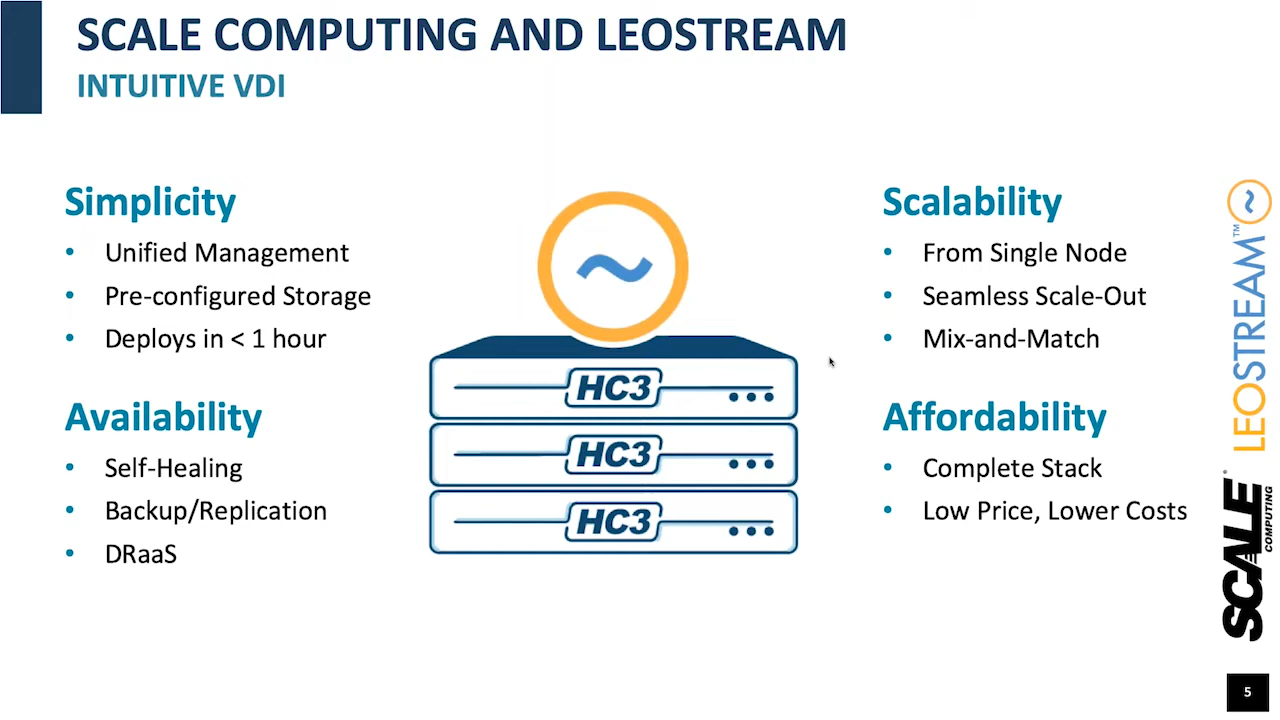 SCALE COMPUTING AND LEOSTREAM
INTUITIVE VDI
Simplicity
• Unified Management
• Pre-configured Storage
• Deploys in < 1 hour
Availability
• Self-Healing
• Backup/Replication
• DRaaS
HC3
HC3
HC3
Scalability
• From Single Node
• Seamless Scale-Out
• Mix-and-Match
Affordability
• Complete Stack
• Low Price, Lower Costs
LEOSTREAM™
SCALE®
COMPUTING
5